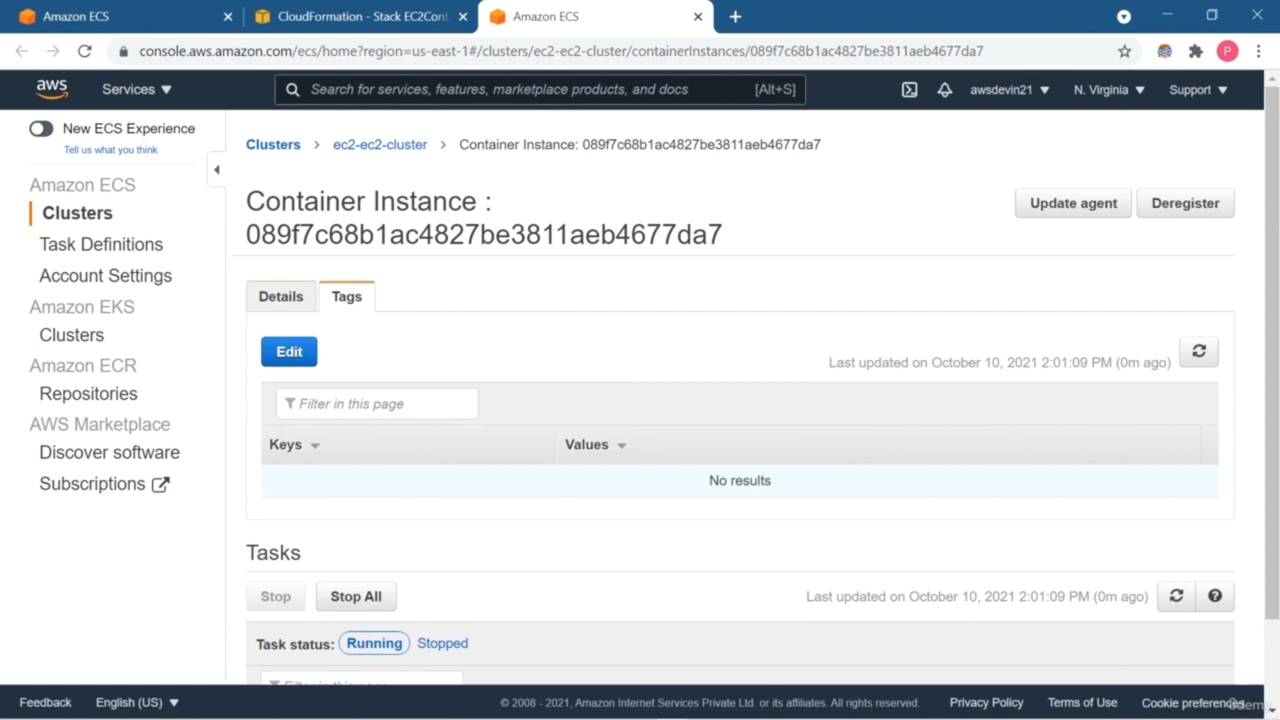 Amazon ECS
CloudFormation - Stack EC2Cont
Amazon ECS
console.aws.amazon.com/ecs/home?region=us-east-1#/clusters/ec2-ec2-cluster/containerInstances/089f7c68b1ac4827be3811aeb4677da7
P
aws
Services
Search for services, features, marketplace products, and docs
[Alt+S]
awsdevin21
N. Virginia
Support
New ECS Experience
Tell us what you think
Amazon ECS
Clusters
Task Definitions
Account Settings
Amazon EKS
Clusters
Amazon ECR
Repositories
AWS Marketplace
Discover software
Subscriptions
Clusters > ec2-ec2-cluster > Container Instance: 089f7c68b1ac4827be3811aeb4677da7
Container Instance :
089f7c68b1ac4827be3811aeb4677da7
Update agent
Deregister
Details
Tags
Edit
Last updated on October 10, 2021 2:01:09 PM (0m ago)
Filter in this page
Keys
Values
No results
Tasks
Stop
Stop All
Last updated on October 10, 2021 2:01:09 PM (0m ago)
Task status: Running Stopped
Filter in this page
Feedback
English (US)
© 2008 - 2021, Amazon Internet Services Private Ltd. or its affiliates. All rights reserved.
Privacy Policy
Terms of Use
Cookie preferences